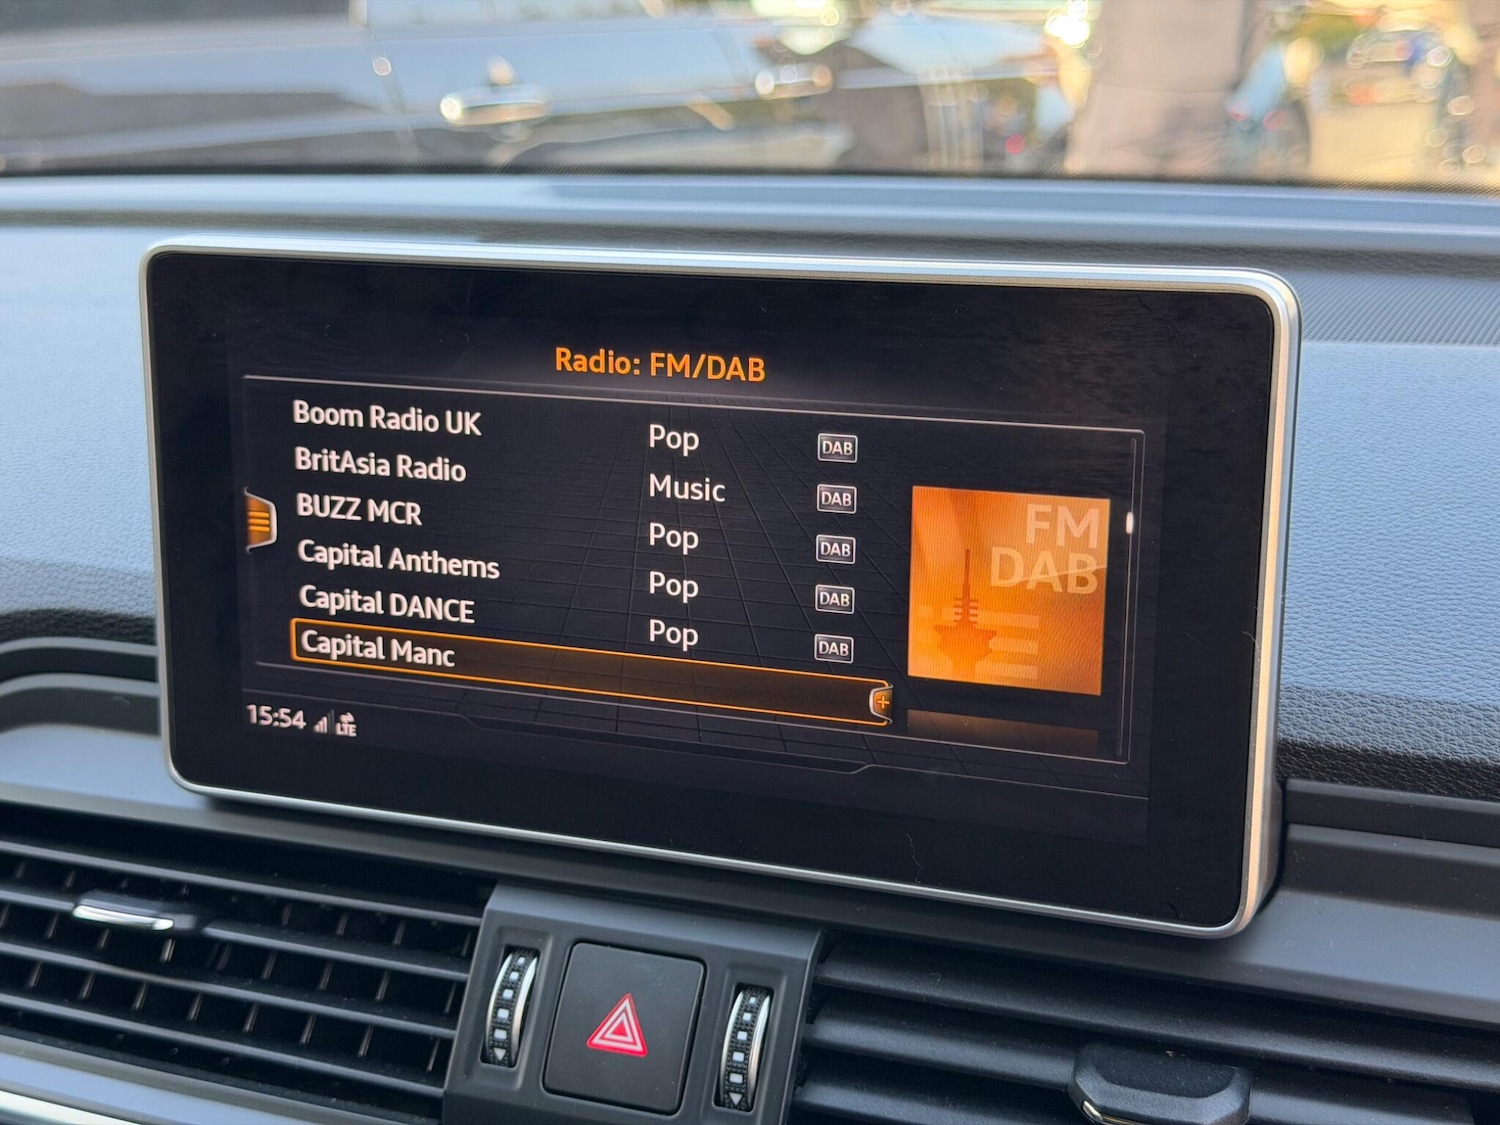 Radio: FM/DAB
Boom Radio UK Pop DAB
BritAsia Radio Music DAB
BUZZ MCR Pop DAB
Capital Anthems Pop DAB
Capital DANCE Pop DAB
Capital Manc
FM
DAB
15:54 LTE